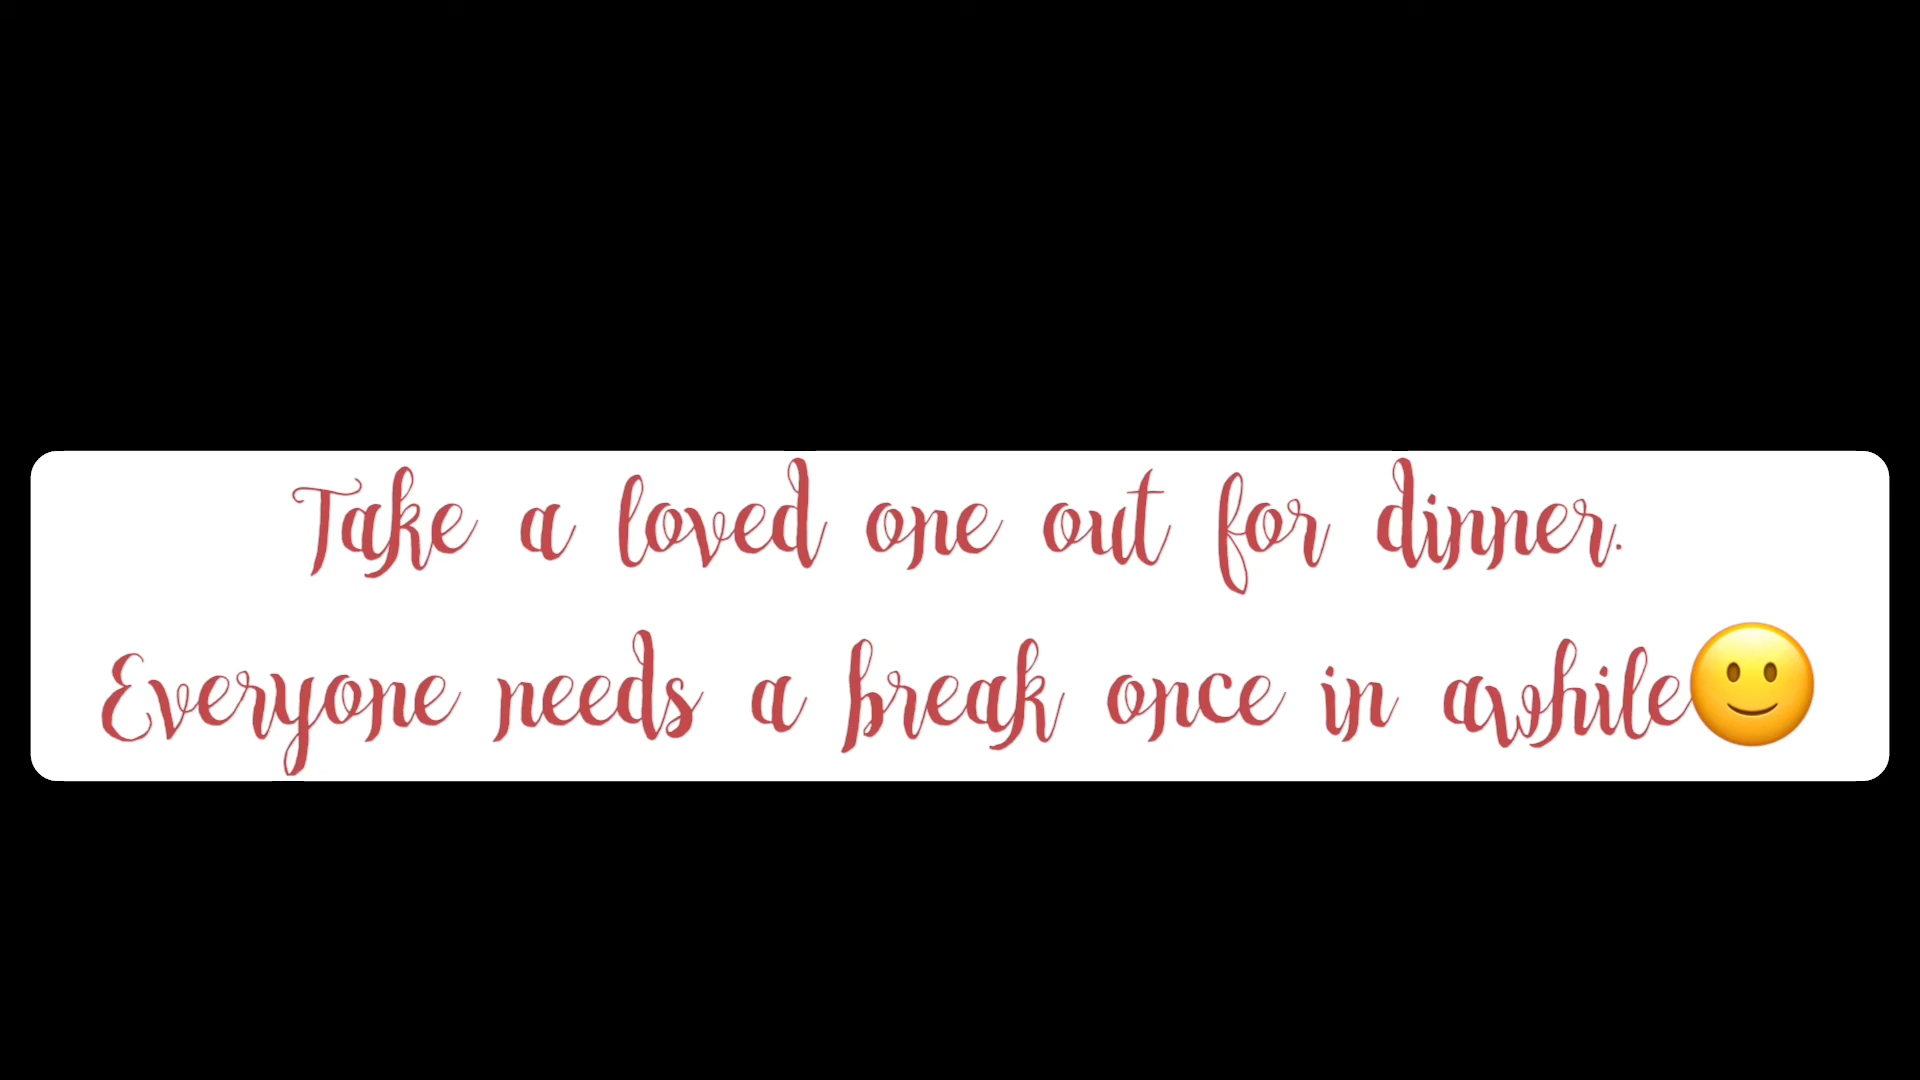 Take a loved one out for dinner.
Everyone needs a break once in awhile🙂